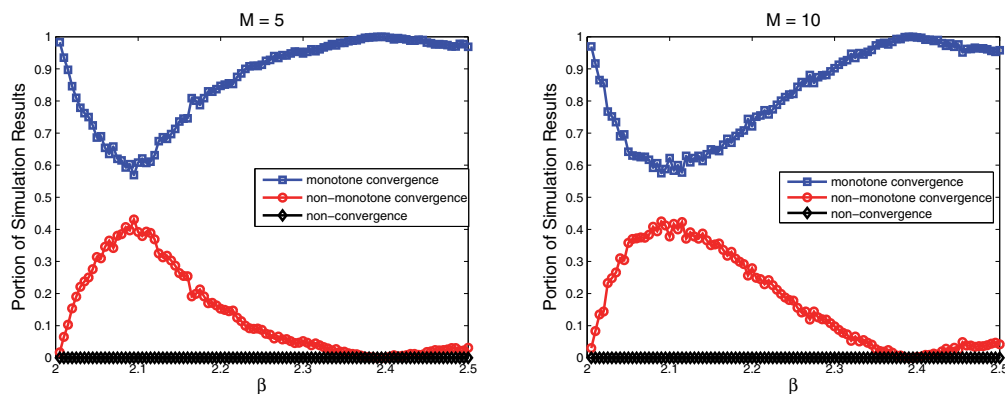 M = 5
Portion of Simulation Results
1
0.9
0.8
0.7
0.6
0.5
0.4
0.3
0.2
0.1
0
monotone convergence
non−monotone convergence
non−convergence
2
2.1
2.2
2.3
2.4
2.5
β
M = 10
Portion of Simulation Results
1
0.9
0.8
0.7
0.6
0.5
0.4
0.3
0.2
0.1
0
monotone convergence
non−monotone convergence
non−convergence
2
2.1
2.2
2.3
2.4
2.5
β